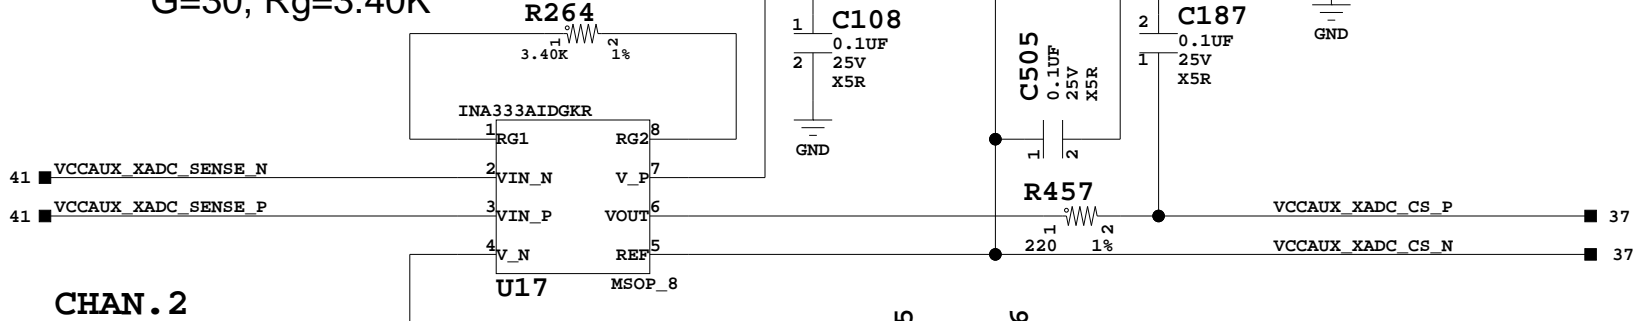 G=30, Rg=3.40K
R264
1
2
3.40K
1%
1
C108
0.1UF
2
25V
X5R
GND
C505
0.1UF
25V
X5R
1
2
2
C187
0.1UF
1
25V
X5R
GND
INA333AIDGKR
1
RG1
RG2
8
41
VCCAUX_XADC_SENSE_N
2
VIN_N
V_P
7
41
VCCAUX_XADC_SENSE_P
3
VIN_P
VOUT
6
4
V_N
REF
5
U17
MSOP_8
R457
1
2
220
1%
VCCAUX_XADC_CS_P
37
VCCAUX_XADC_CS_N
37
CHAN.2
5
6